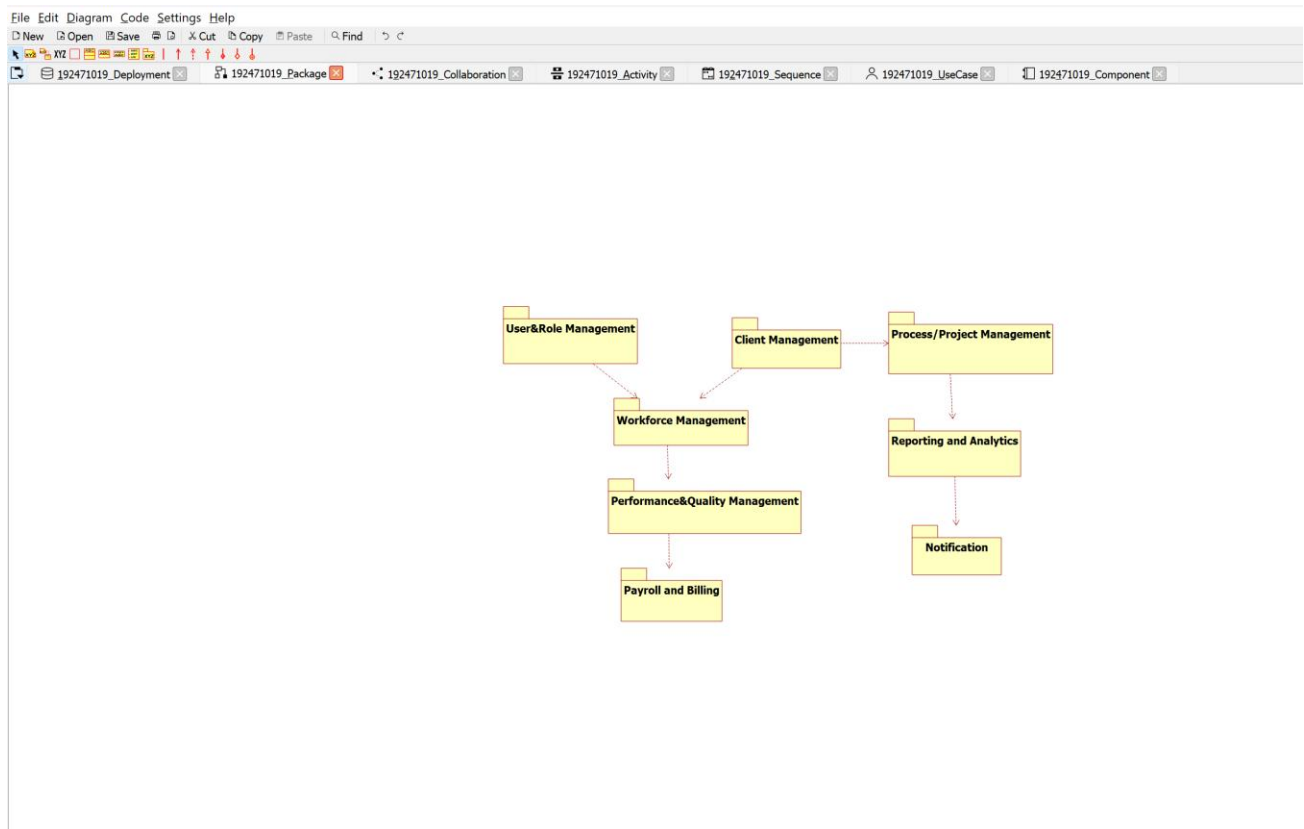 File Edit Diagram Code Settings Help
New Open Save Cut Copy Paste Find
XYZ
192471019_Deployment 192471019_Package 192471019_Collaboration 192471019_Activity 192471019_Sequence 192471019_UseCase 192471019_Component
User&Role Management
Client Management
Process/Project Management
Workforce Management
Reporting and Analytics
Performance&Quality Management
Notification
Payroll and Billing